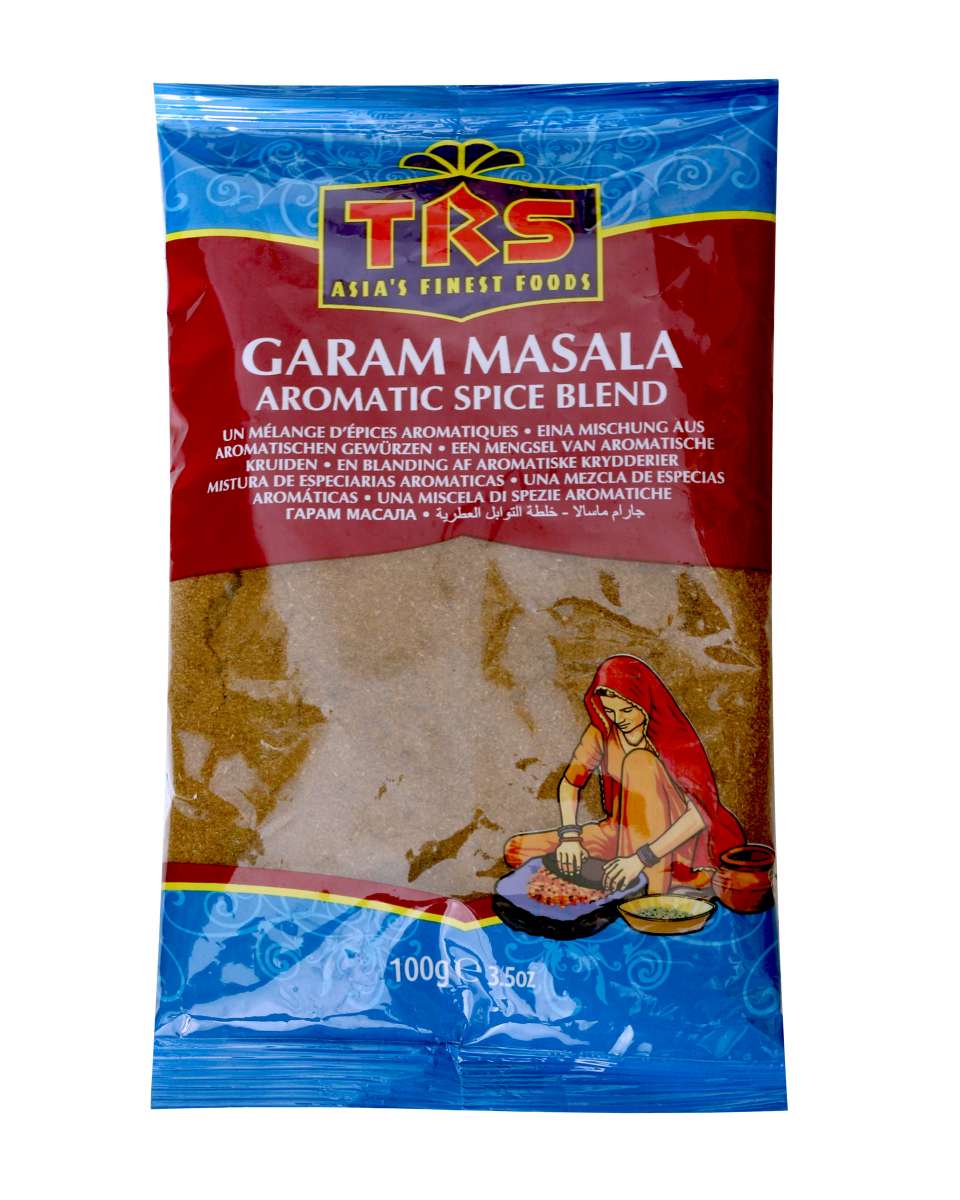 TRS
ASIA'S FINEST FOODS
GARAM MASALA
AROMATIC SPICE BLEND
UN MÉLANGE D'ÉPICES AROMATIQUES • EINA MISCHUNG AUS
AROMATISCHEN GEWÜRZEN • EEN MENGSEL VAN AROMATISCHE
KRUIDEN • EN BLANDING AF AROMATISKE KRYDDERIER
MISTURA DE ESPECIARIAS AROMATICAS • UNA MEZCLA DE ESPECIAS
AROMÁTICAS • UNA MISCELA DI SPEZIE AROMATICHE
ГАРАМ МАСАЛА • جارام ماسالا - خلطة التوابل العطرية
100g ℮ 3.5oz